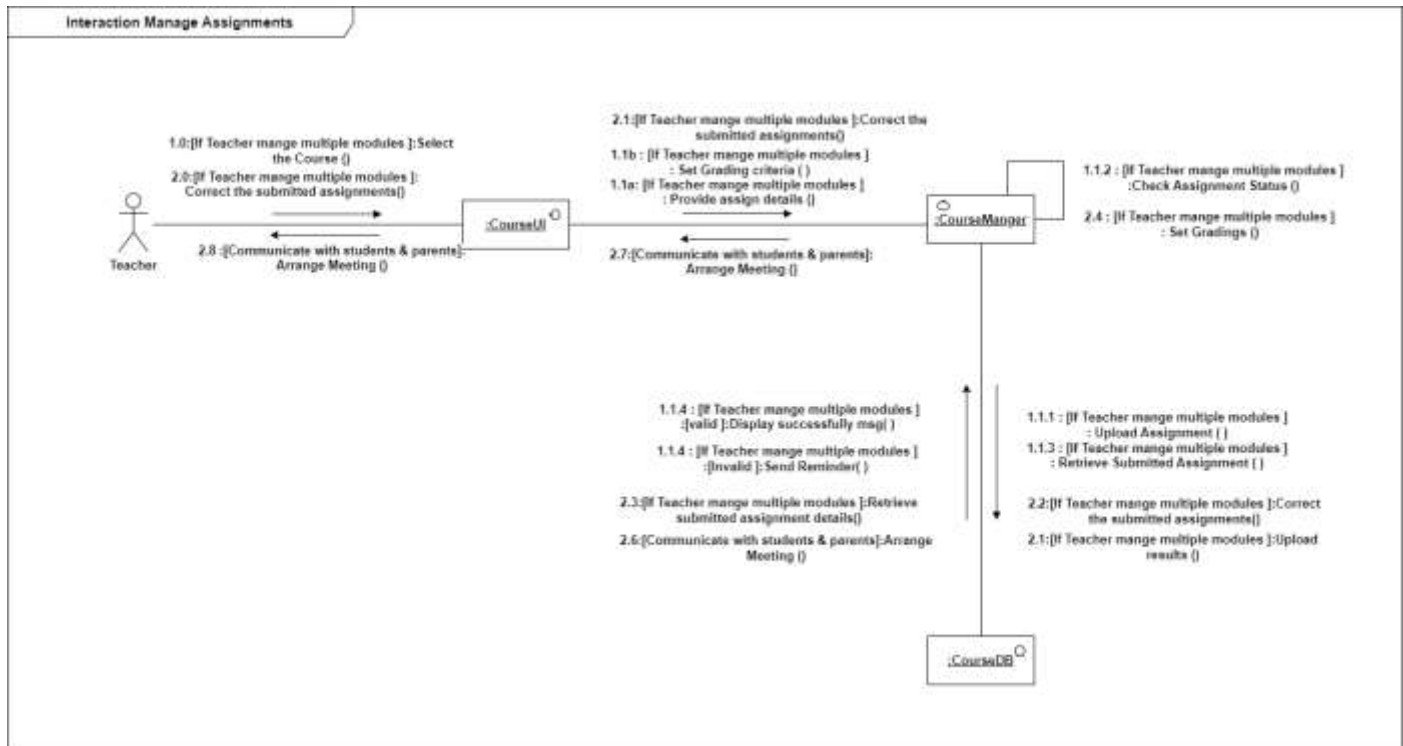 Interaction Manage Assignments
1.0:[If Teacher mange multiple modules ]:Select
the Course ()
2.0:[If Teacher mange multiple modules ]:
Correct the submitted assignments()
Teacher
2.8 :[Communicate with students & parents]:
Arrange Meeting ()
:CourseUI
2.1:[If Teacher mange multiple modules ]:Correct the
submitted assignments()
1.1b : [If Teacher mange multiple modules ]
: Set Grading criteria ( )
1.1a: [If Teacher mange multiple modules ]
: Provide assign details ()
2.7:[Communicate with students & parents]:
Arrange Meeting ()
:CourseManger
1.1.2 : [If Teacher mange multiple modules ]
:Check Assignment Status ()
2.4 : [If Teacher mange multiple modules ]
: Set Gradings ()
1.1.4 : [If Teacher mange multiple modules ]
:[valid ]:Display successfully msg( )
1.1.4 : [If Teacher mange multiple modules ]
:[Invalid ]: Send Reminder( )
2.3:[If Teacher mange multiple modules ]:Retrieve
submitted assignment details()
2.6:[Communicate with students & parents]:Arrange
Meeting ()
1.1.1 : [If Teacher mange multiple modules ]
: Upload Assignment ( )
1.1.3 : [If Teacher mange multiple modules ]
: Retrieve Submitted Assignment ( )
2.2:[If Teacher mange multiple modules ]:Correct
the submitted assignments()
2.1:[If Teacher mange multiple modules ]:Upload
results ()
:CourseDB